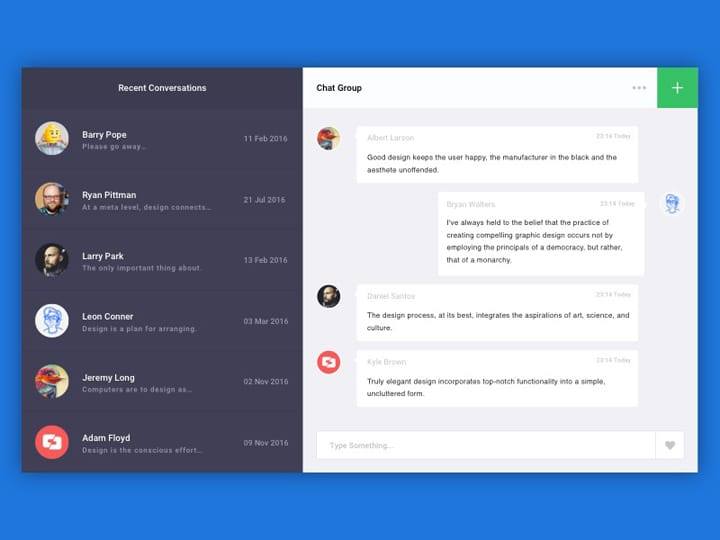 Recent Conversations
Barry Pope
Please go away...
11 Feb 2016
Ryan Pittman
At a meta level, design connects...
21 Jul 2016
Larry Park
The only important thing about.
13 Feb 2016
Leon Conner
Design is a plan for arranging.
03 Mar 2016
Jeremy Long
Computers are to design as...
02 Nov 2016
Adam Floyd
Design is the conscious effort...
09 Nov 2016
Chat Group
Albert Larson
23:14 Today
Good design keeps the user happy, the manufacturer in the black and the
aesthete unoffended.
Bryan Walters
23:14 Today
I've always held to the belief that the practice of
creating compelling graphic design occurs not by
employing the principals of a democracy, but rather,
that of a monarchy.
Daniel Santos
23:14 Today
The design process, at its best, integrates the aspirations of art, science, and
culture.
Kyle Brown
23:14 Today
Truly elegant design incorporates top-notch functionality into a simple,
uncluttered form.
Type Something...